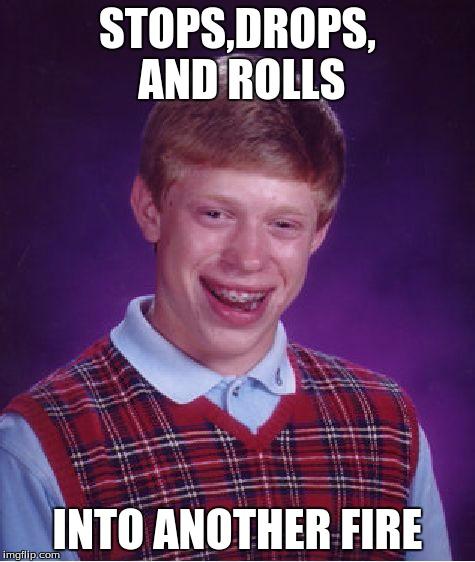 STOPS,DROPS,
AND ROLLS
INTO ANOTHER FIRE
imgflip.com